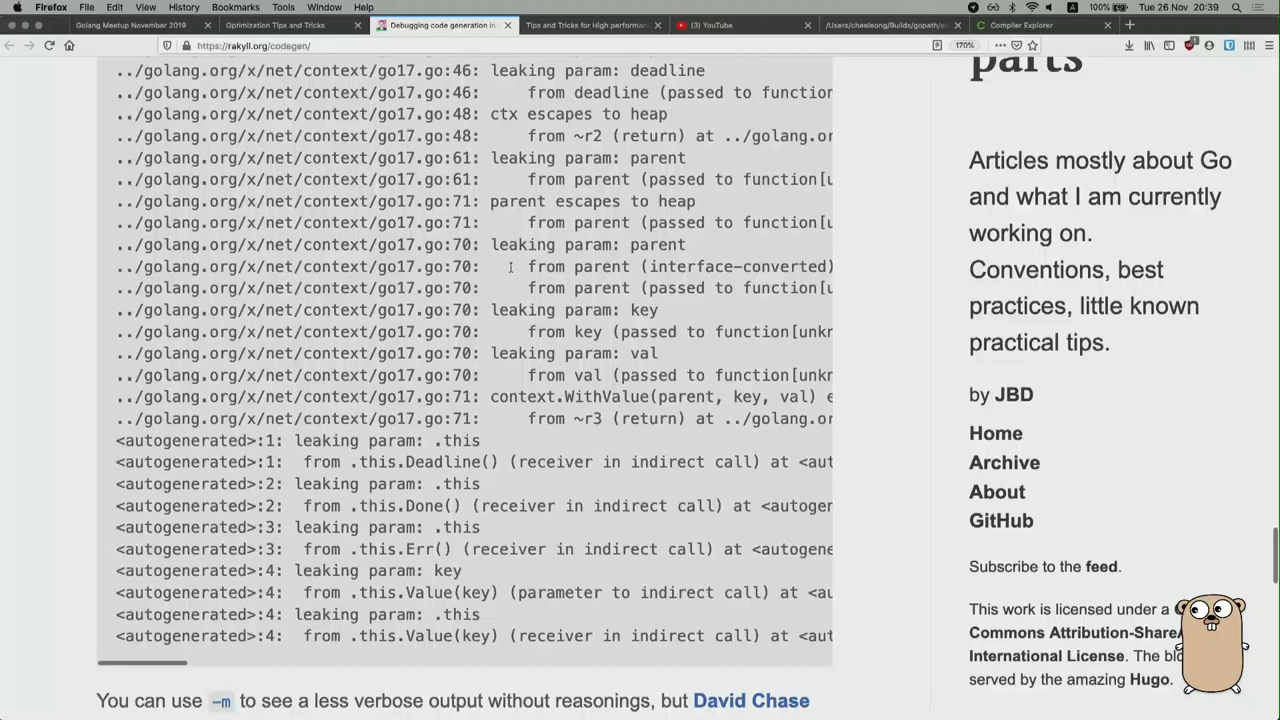 Firefox File Edit View History Bookmarks Tools Window Help
100% Tue 26 Nov 20:39
Golang Meetup November 2019
Optimization Tips and Tricks
Debugging code generation in
Tips and Tricks for High performan
(3) YouTube
/Users/cheeleong/Builds/gopath/src
Compiler Explorer
https://rakyll.org/codegen/
170%
../golang.org/x/net/context/go17.go:46: leaking param: deadline
../golang.org/x/net/context/go17.go:46: from deadline (passed to function
../golang.org/x/net/context/go17.go:48: ctx escapes to heap
../golang.org/x/net/context/go17.go:48: from ~r2 (return) at ../golang.or
../golang.org/x/net/context/go17.go:61: leaking param: parent
../golang.org/x/net/context/go17.go:61: from parent (passed to function[u
../golang.org/x/net/context/go17.go:71: parent escapes to heap
../golang.org/x/net/context/go17.go:71: from parent (passed to function[u
../golang.org/x/net/context/go17.go:70: leaking param: parent
../golang.org/x/net/context/go17.go:70: from parent (interface-converted)
../golang.org/x/net/context/go17.go:70: from parent (passed to function[u
../golang.org/x/net/context/go17.go:70: leaking param: key
../golang.org/x/net/context/go17.go:70: from key (passed to function[unkn
../golang.org/x/net/context/go17.go:70: leaking param: val
../golang.org/x/net/context/go17.go:70: from val (passed to function[unkn
../golang.org/x/net/context/go17.go:71: context.WithValue(parent, key, val) e
../golang.org/x/net/context/go17.go:71: from ~r3 (return) at ../golang.or
<autogenerated>:1: leaking param: .this
<autogenerated>:1: from .this.Deadline() (receiver in indirect call) at <aut
<autogenerated>:2: leaking param: .this
<autogenerated>:2: from .this.Done() (receiver in indirect call) at <autogen
<autogenerated>:3: leaking param: .this
<autogenerated>:3: from .this.Err() (receiver in indirect call) at <autogene
<autogenerated>:4: leaking param: key
<autogenerated>:4: from .this.Value(key) (parameter to indirect call) at <au
<autogenerated>:4: leaking param: .this
<autogenerated>:4: from .this.Value(key) (receiver in indirect call) at <aut
You can use -m to see a less verbose output without reasonings, but David Chase
parts
Articles mostly about Go
and what I am currently
working on.
Conventions, best
practices, little known
practical tips.
by JBD
Home
Archive
About
GitHub
Subscribe to the feed.
This work is licensed under a
Commons Attribution-ShareA
International License. The bl
served by the amazing Hugo.